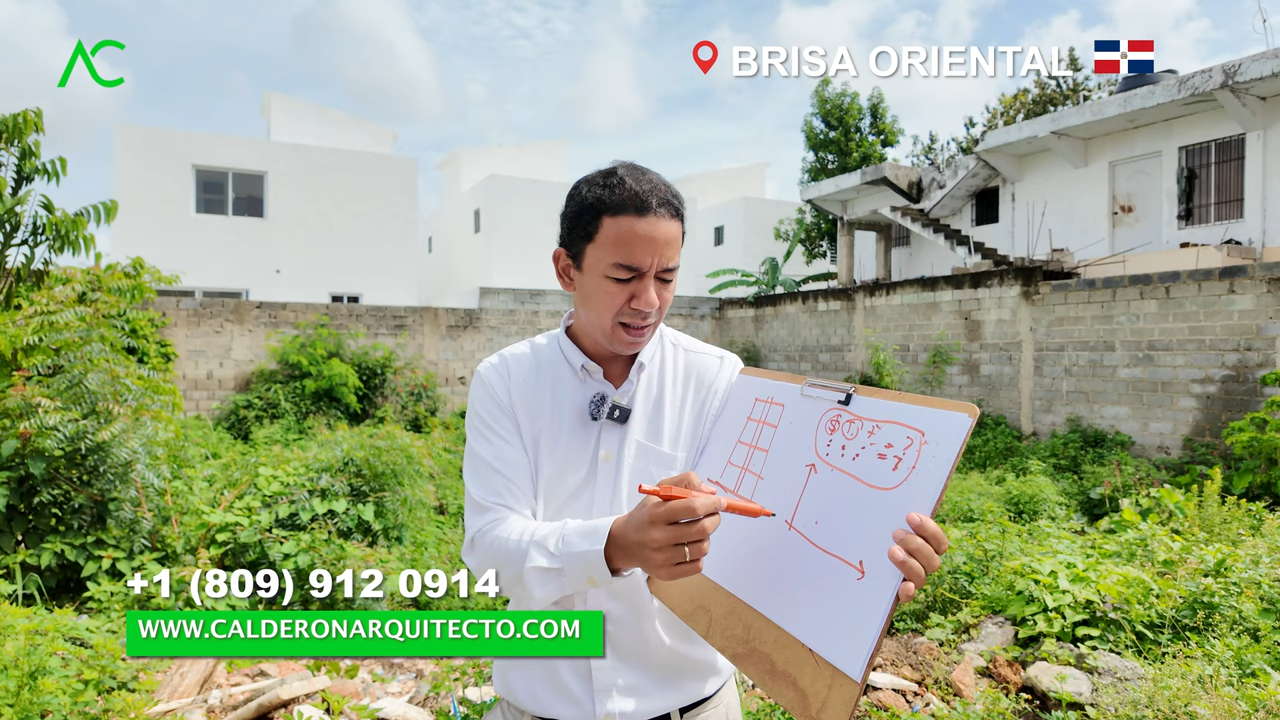 AC
BRISA ORIENTAL
$ T +
= ?
= ?
+1 (809) 912 0914
WWW.CALDERONARQUITECTO.COM